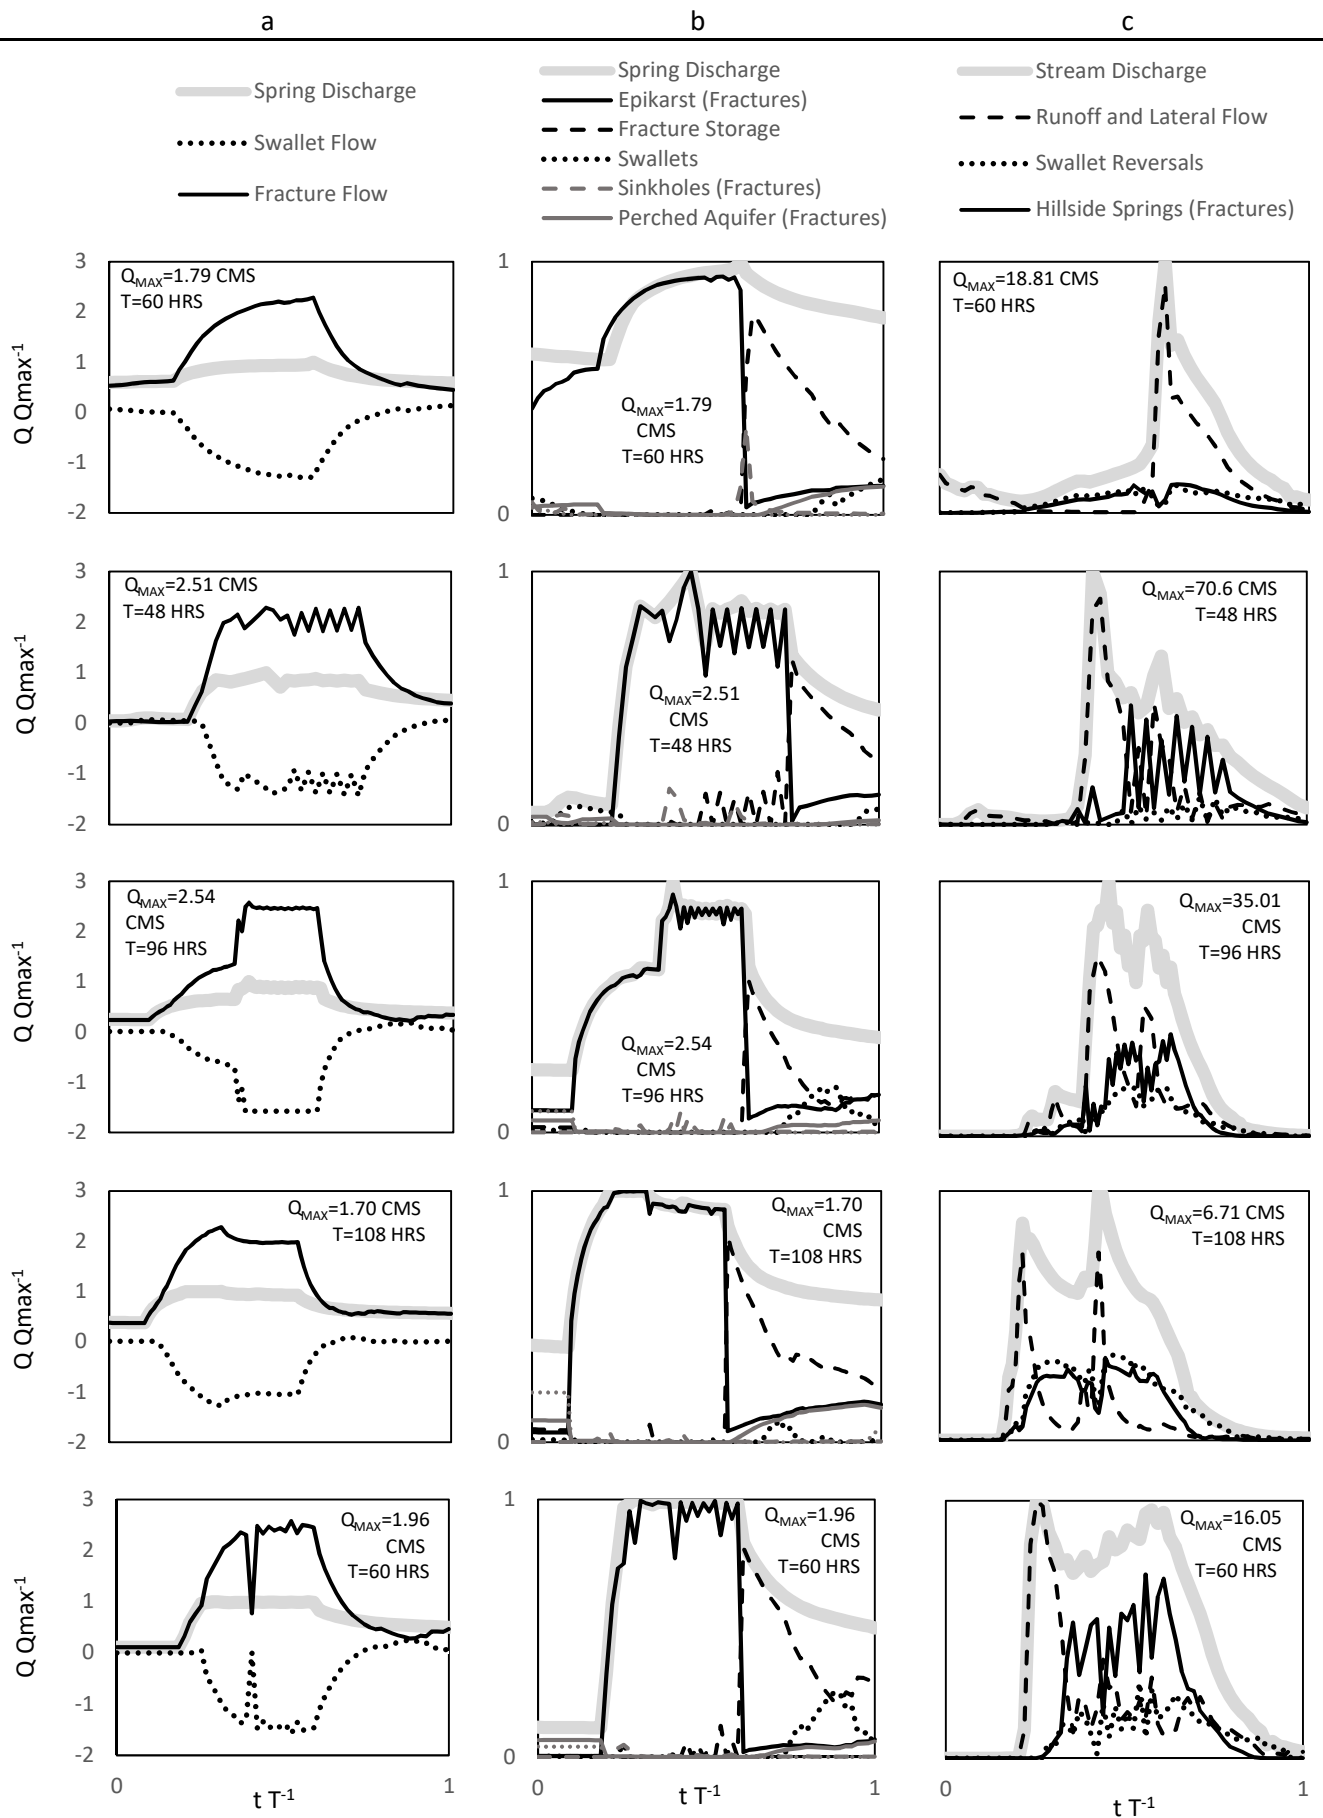 a
b
c
Spring Discharge
Swallet Flow
Fracture Flow
Spring Discharge
Epikarst (Fractures)
Fracture Storage
Swallets
Sinkholes (Fractures)
Perched Aquifer (Fractures)
Stream Discharge
Runoff and Lateral Flow
Swallet Reversals
Hillside Springs (Fractures)
Q Qmax-1
3
2
1
0
-1
-2
QMAX=1.79 CMS
T=60 HRS
1
0
QMAX=1.79
CMS
T=60 HRS
QMAX=18.81 CMS
T=60 HRS
Q Qmax-1
3
2
1
0
-1
-2
QMAX=2.51 CMS
T=48 HRS
1
0
QMAX=2.51
CMS
T=48 HRS
QMAX=70.6 CMS
T=48 HRS
Q Qmax-1
3
2
1
0
-1
-2
QMAX=2.54
CMS
T=96 HRS
1
0
QMAX=2.54
CMS
T=96 HRS
QMAX=35.01
CMS
T=96 HRS
Q Qmax-1
3
2
1
0
-1
-2
QMAX=1.70 CMS
T=108 HRS
1
0
QMAX=1.70
CMS
T=108 HRS
QMAX=6.71 CMS
T=108 HRS
Q Qmax-1
3
2
1
0
-1
-2
QMAX=1.96
CMS
T=60 HRS
1
0
QMAX=1.96
CMS
T=60 HRS
QMAX=16.05
CMS
T=60 HRS
0
t T-1
1
0
t T-1
1
0
t T-1
1